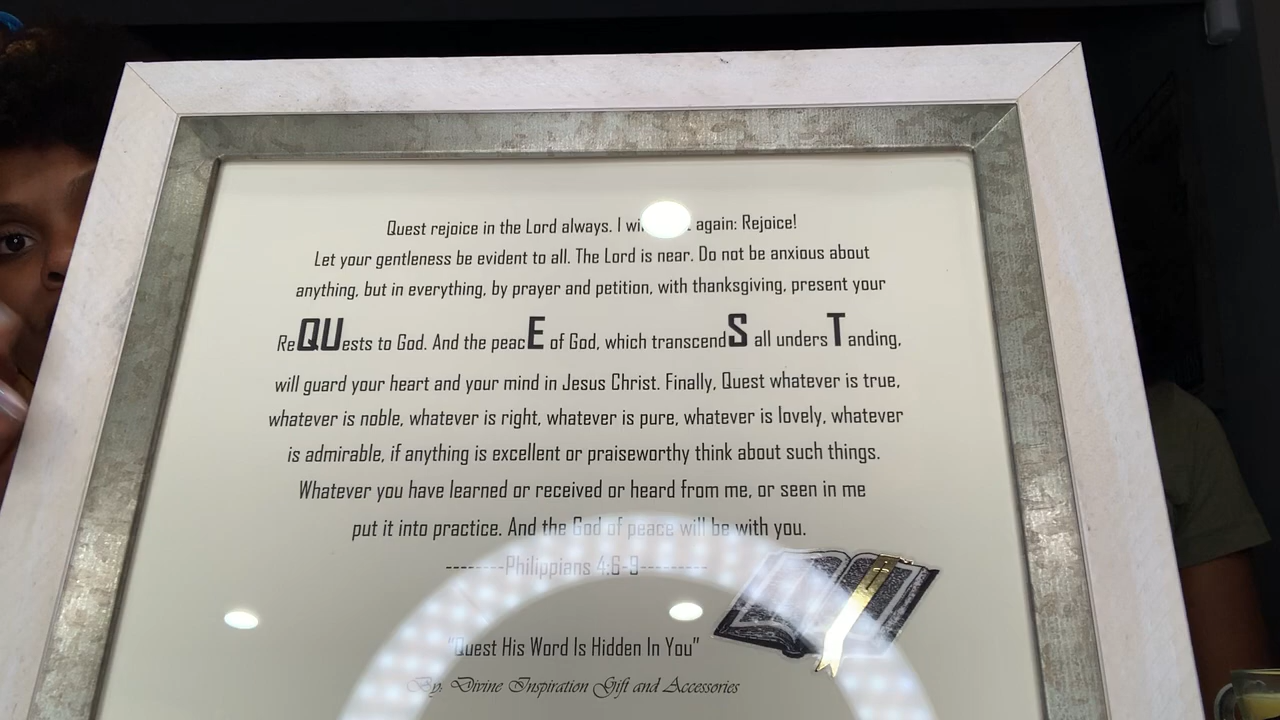 Quest rejoice in the Lord always. I again: Rejoice!
Let your gentleness be evident to all. The Lord is near. Do not be anxious about
anything, but in everything, by prayer and petition, with thanksgiving, present your
ReQUests to God. And the peacE of God, which transcendS all undersTanding,
will guard your heart and your mind in Jesus Christ. Finally, Quest whatever is true,
whatever is noble, whatever is right, whatever is pure, whatever is lovely, whatever
is admirable, if anything is excellent or praiseworthy think about such things.
Whatever you have learned or received or heard from me, or seen in me
put it into practice. And the God of peace will be with you.
--------Philippians 4:6-9---------
"Quest His Word Is Hidden In You"
By: Divine Inspiration Gift and Accessories